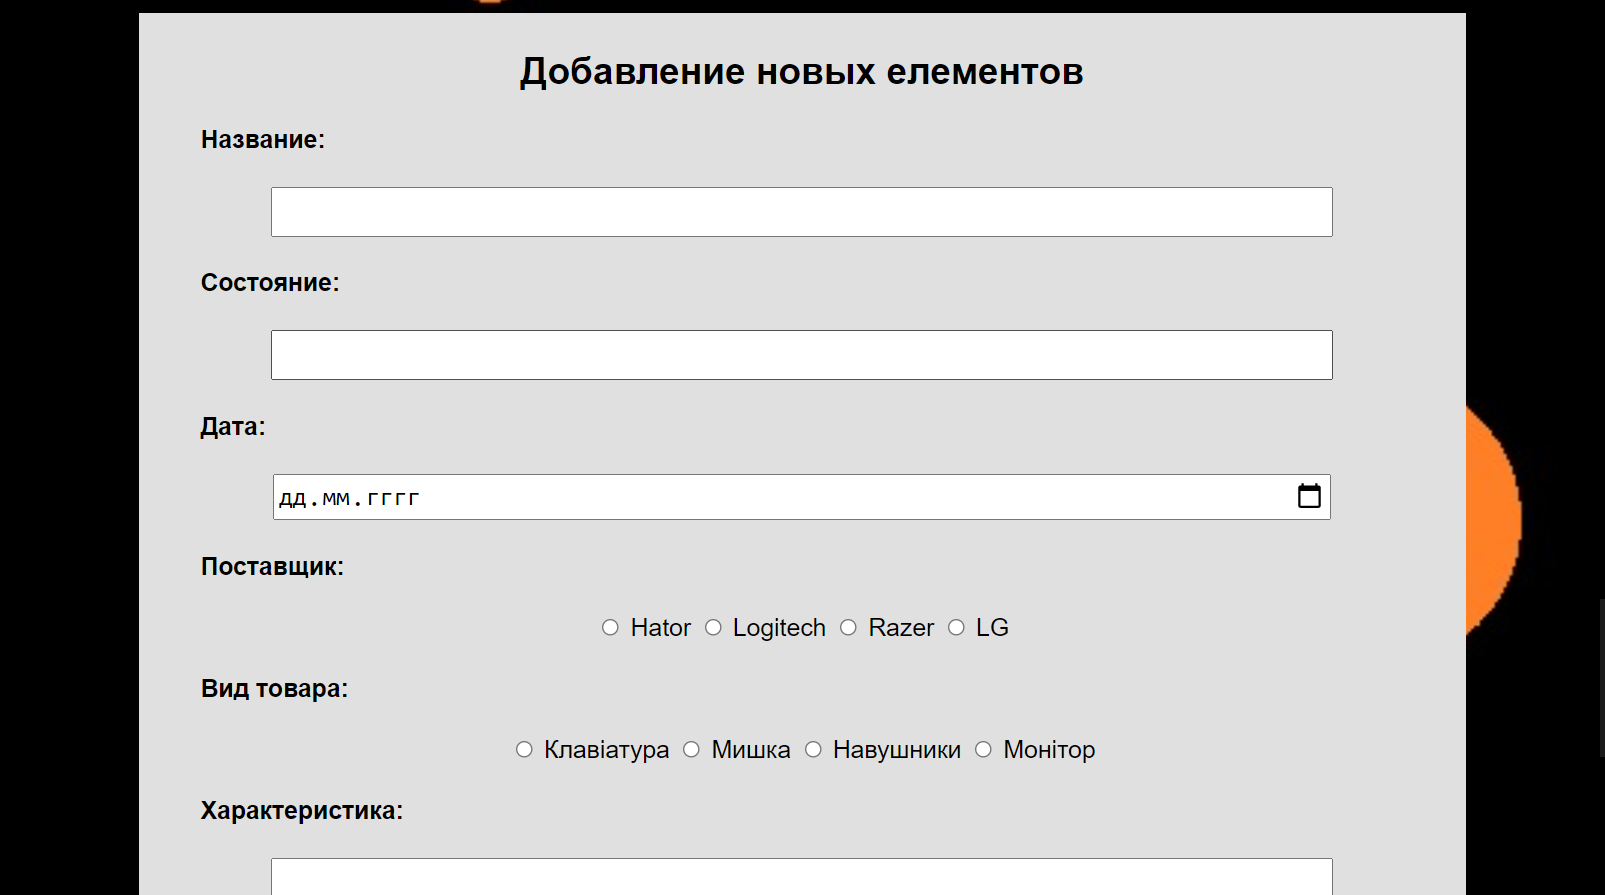 Добавление новых елементов
Название:
Состояние:
Дата:
дд.мм.гггг
Поставщик:
Hator Logitech Razer LG
Вид товара:
Клавіатура Мишка Навушники Монітор
Характеристика: